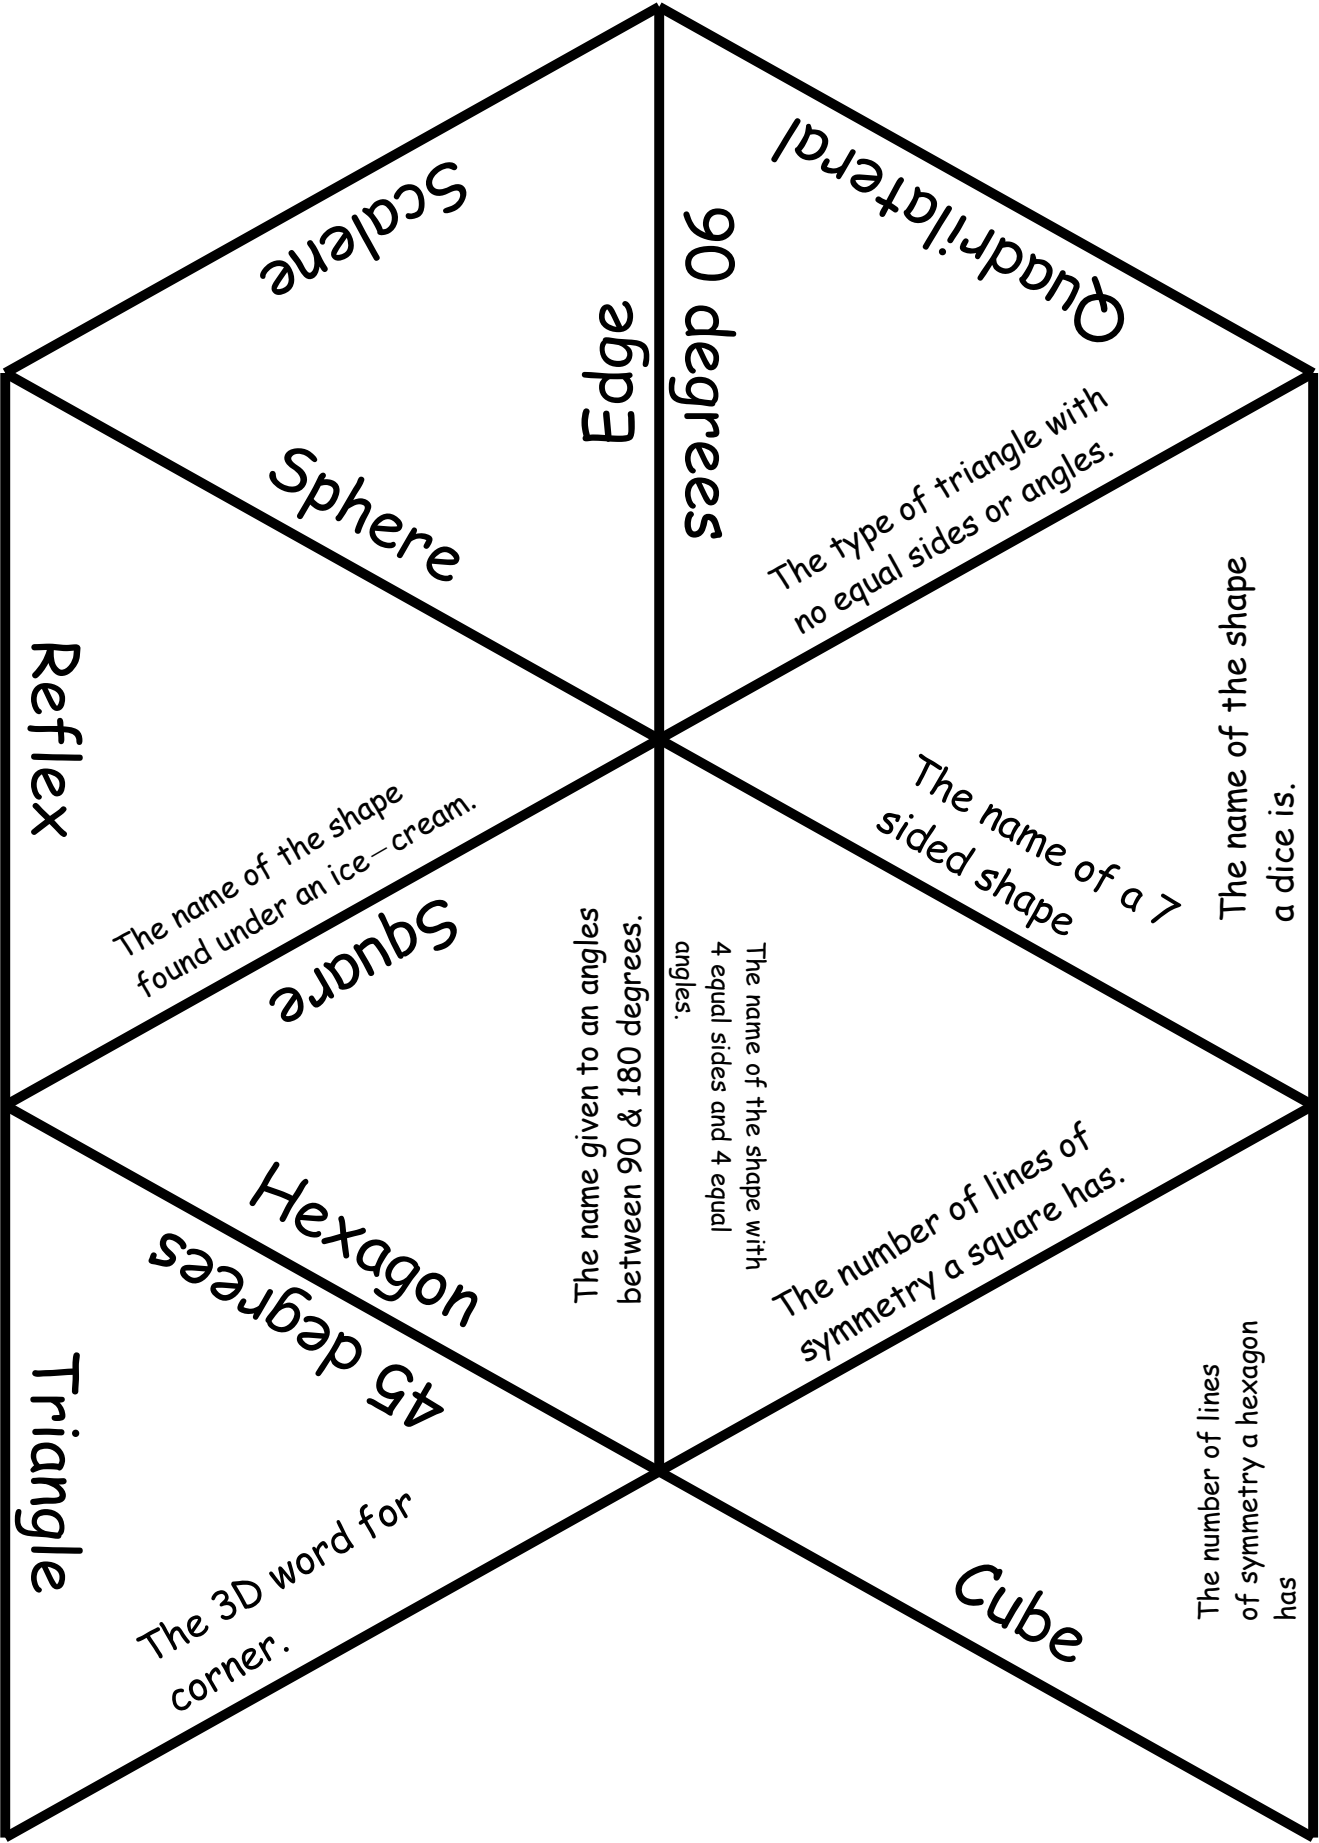 Scalene
Edge
Sphere
Quadrilateral
90 degrees
The type of triangle with
no equal sides or angles.
Reflex
The name of the shape
found under an ice-cream.
The name of the shape
a dice is.
The name of a 7
sided shape
Square
The name given to an angles
between 90 & 180 degrees.
Hexagon
The name of the shape with
4 equal sides and 4 equal
angles.
The number of lines of
symmetry a square has.
45 degrees
Triangle
The 3D word for
corner.
Cube
The number of lines
of symmetry a hexagon
has